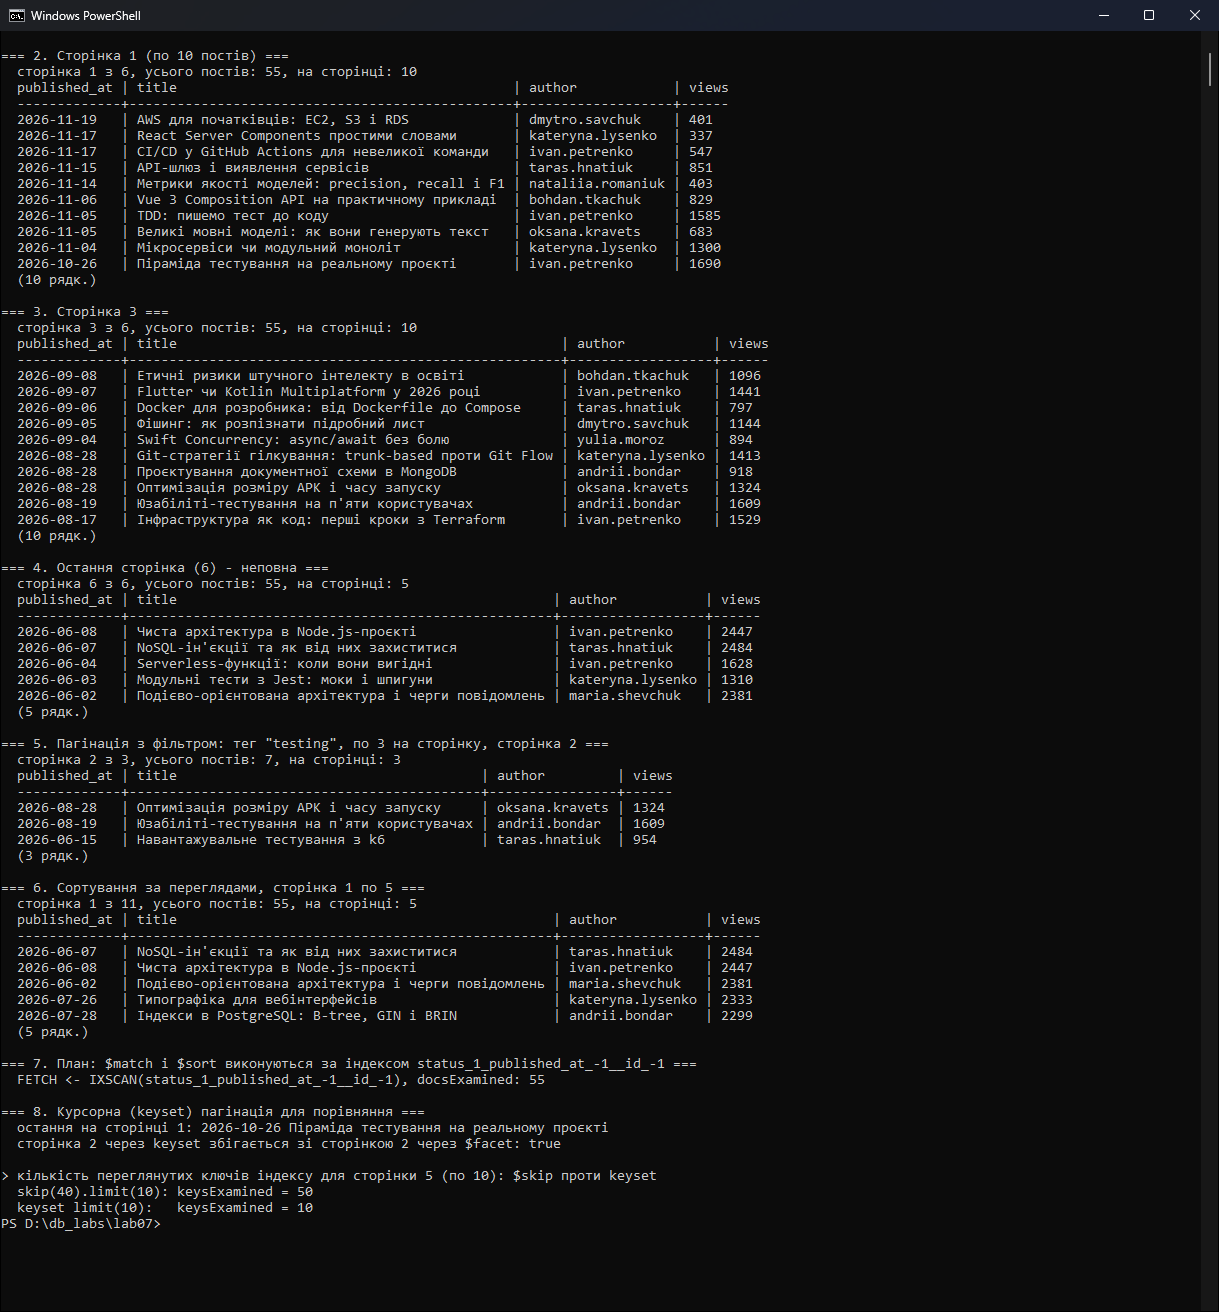 Windows PowerShell
=== 2. Сторінка 1 (по 10 постів) ===
  сторінка 1 з 6, усього постів: 55, на сторінці: 10
  published_at | title                                           | author            | views
  -------------+------------------------------------------------+-------------------+------
  2026-11-19   | AWS для початківців: EC2, S3 і RDS             | dmytro.savchuk    | 401
  2026-11-17   | React Server Components простими словами       | kateryna.lysenko  | 337
  2026-11-17   | CI/CD у GitHub Actions для невеликої команди   | ivan.petrenko     | 547
  2026-11-15   | API-шлюз і виявлення сервісів                  | taras.hnatiuk     | 851
  2026-11-14   | Метрики якості моделей: precision, recall і F1 | nataliia.romaniuk | 403
  2026-11-06   | Vue 3 Composition API на практичному прикладі  | bohdan.tkachuk    | 829
  2026-11-05   | TDD: пишемо тест до коду                       | ivan.petrenko     | 1585
  2026-11-05   | Великі мовні моделі: як вони генерують текст   | oksana.kravets    | 683
  2026-11-04   | Мікросервіси чи модульний моноліт              | kateryna.lysenko  | 1300
  2026-10-26   | Піраміда тестування на реальному проєкті       | ivan.petrenko     | 1690
  (10 рядк.)
=== 3. Сторінка 3 ===
  сторінка 3 з 6, усього постів: 55, на сторінці: 10
  published_at | title                                                | author           | views
  -------------+------------------------------------------------------+------------------+------
  2026-09-08   | Етичні ризики штучного інтелекту в освіті            | bohdan.tkachuk   | 1096
  2026-09-07   | Flutter чи Kotlin Multiplatform у 2026 році          | ivan.petrenko    | 1441
  2026-09-06   | Docker для розробника: від Dockerfile до Compose     | taras.hnatiuk    | 797
  2026-09-05   | Фішинг: як розпізнати підробний лист                 | dmytro.savchuk   | 1144
  2026-09-04   | Swift Concurrency: async/await без болю              | yulia.moroz      | 894
  2026-08-28   | Git-стратегії гілкування: trunk-based проти Git Flow | kateryna.lysenko | 1413
  2026-08-28   | Проєктування документної схеми в MongoDB             | andrii.bondar    | 918
  2026-08-28   | Оптимізація розміру APK і часу запуску               | oksana.kravets   | 1324
  2026-08-19   | Юзабіліті-тестування на п'яти користувачах           | andrii.bondar    | 1609
  2026-08-17   | Інфраструктура як код: перші кроки з Terraform       | ivan.petrenko    | 1529
  (10 рядк.)
=== 4. Остання сторінка (6) - неповна ===
  сторінка 6 з 6, усього постів: 55, на сторінці: 5
  published_at | title                                               | author           | views
  -------------+-----------------------------------------------------+------------------+------
  2026-06-08   | Чиста архітектура в Node.js-проєкті                 | ivan.petrenko    | 2447
  2026-06-07   | NoSQL-ін'єкції та як від них захиститися            | taras.hnatiuk    | 2484
  2026-06-04   | Serverless-функції: коли вони вигідні               | ivan.petrenko    | 1628
  2026-06-03   | Модульні тести з Jest: моки і шпигуни               | kateryna.lysenko | 1310
  2026-06-02   | Подієво-орієнтована архітектура і черги повідомлень | maria.shevchuk   | 2381
  (5 рядк.)
=== 5. Пагінація з фільтром: тег "testing", по 3 на сторінку, сторінка 2 ===
  сторінка 2 з 3, усього постів: 7, на сторінці: 3
  published_at | title                                      | author         | views
  -------------+--------------------------------------------+----------------+------
  2026-08-28   | Оптимізація розміру APK і часу запуску     | oksana.kravets | 1324
  2026-08-19   | Юзабіліті-тестування на п'яти користувачах | andrii.bondar  | 1609
  2026-06-15   | Навантажувальне тестування з k6            | taras.hnatiuk  | 954
  (3 рядк.)
=== 6. Сортування за переглядами, сторінка 1 по 5 ===
  сторінка 1 з 11, усього постів: 55, на сторінці: 5
  published_at | title                                               | author           | views
  -------------+-----------------------------------------------------+------------------+------
  2026-06-07   | NoSQL-ін'єкції та як від них захиститися            | taras.hnatiuk    | 2484
  2026-06-08   | Чиста архітектура в Node.js-проєкті                 | ivan.petrenko    | 2447
  2026-06-02   | Подієво-орієнтована архітектура і черги повідомлень | maria.shevchuk   | 2381
  2026-07-26   | Типографіка для вебінтерфейсів                      | kateryna.lysenko | 2333
  2026-07-28   | Індекси в PostgreSQL: B-tree, GIN і BRIN            | andrii.bondar    | 2299
  (5 рядк.)
=== 7. План: $match і $sort виконуються за індексом status_1_published_at_-1__id_-1 ===
  FETCH <- IXSCAN(status_1_published_at_-1__id_-1), docsExamined: 55
=== 8. Курсорна (keyset) пагінація для порівняння ===
  остання на сторінці 1: 2026-10-26 Піраміда тестування на реальному проєкті
  сторінка 2 через keyset збігається зі сторінкою 2 через $facet: true
> кількість переглянутих ключів індексу для сторінки 5 (по 10): $skip проти keyset
  skip(40).limit(10): keysExamined = 50
  keyset limit(10):   keysExamined = 10
PS D:\db_labs\lab07>